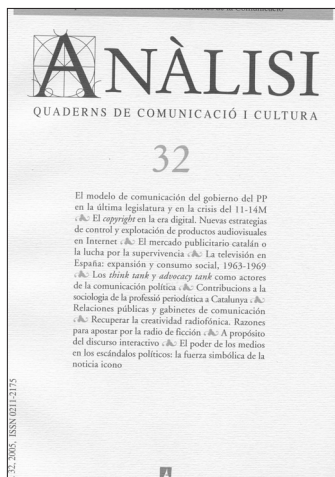 ANÀLISI
QUADERNS DE COMUNICACIÓ I CULTURA
32
El modelo de comunicación del gobierno del PP
en la última legislatura y en la crisis del 11-14M
El copyright en la era digital. Nuevas estrategias
de control y explotación de productos audiovisuales
en Internet El mercado publicitario catalán o
la lucha por la supervivencia La televisión en
España: expansión y consumo social, 1963-1969
Los think tank y advocacy tank como actores
de la comunicación política Contribucions a la
sociologia de la professió periodística a Catalunya
Relaciones públicas y gabinetes de comunicación
Recuperar la creatividad radiofónica. Razones
para apostar por la radio de ficción A propósito
del discurso interactivo El poder de los medios
en los escándalos políticos: la fuerza simbólica de la
noticia icono
32, 2005, ISSN 0211-2175